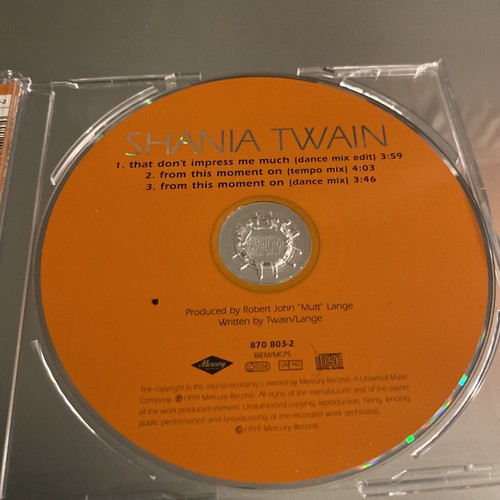 SHANIA TWAIN
1. that don't impress me much (dance mix edit) 3:59
2. from this moment on (tempo mix) 4:03
3. from this moment on (dance mix) 3:46
Produced by Robert John "Mutt" Lange
Written by Twain/Lange
870 803-2
BIEM/MCPS
Mercury
The copyright in this sound recording is owned by Mercury Records. A Universal Music
Company. ℗1999 Mercury Records. All rights of the manufacturer and of the owner
of the work produced reserved. Unauthorised copying, reproduction, hiring, lending,
public performance and broadcasting of the recorded work prohibited.
©1999 Mercury Records.